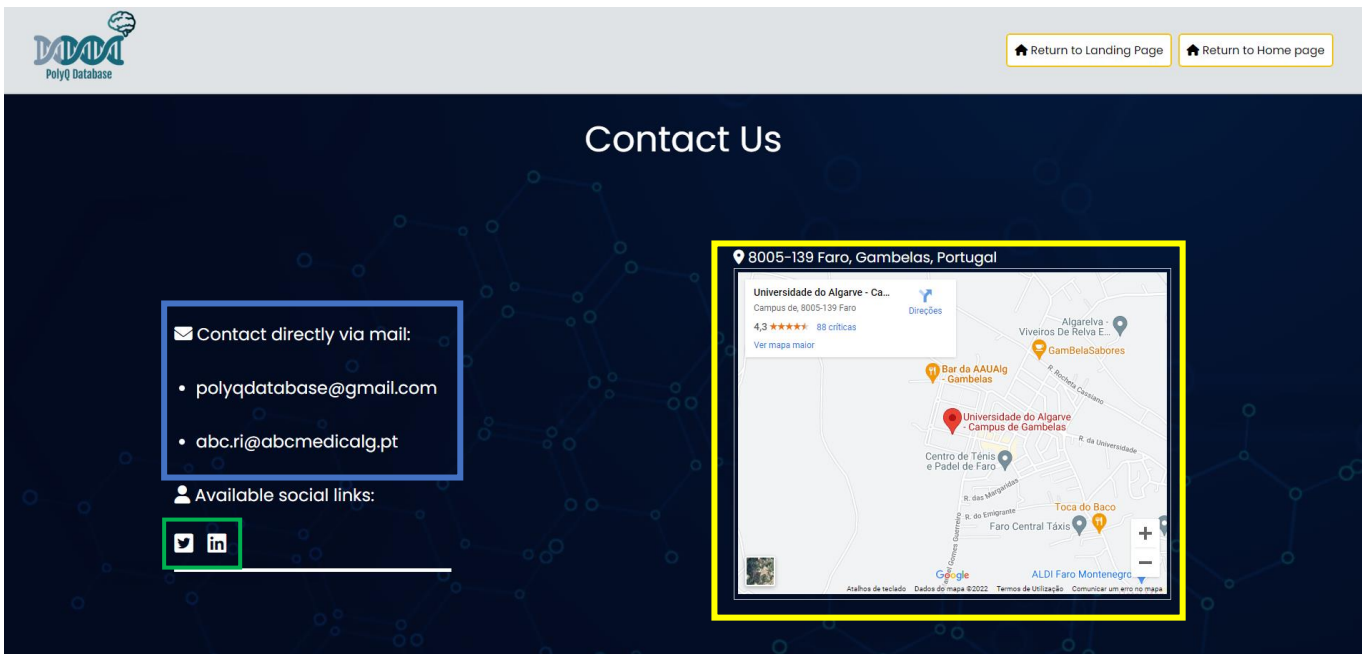 PolyQ Database
Return to Landing Page
Return to Home page
Contact Us
Contact directly via mail:
• polyqdatabase@gmail.com
• abc.ri@abcmedicalg.pt
Available social links:
in
8005-139 Faro, Gambelas, Portugal
Universidade do Algarve - Ca...
Campus de, 8005-139 Faro
4,3 ★★★★★ 88 críticas
Ver mapa maior
Direções
Algarelva -
Viveiros De Relva E...
GamBelaSabores
Bar da AAUAlg
- Gambelas
R. Rocheta Cassiano
Universidade do Algarve
- Campus de Gambelas
R. da Universidade
Centro de Ténis
e Padel de Faro
R. das Margaridas
R. do Emigrante
Toca do Baco
Faro Central Táxis
Gomes Guerreiro
+
−
Google
ALDI Faro Montenegro
Atalhos de teclado Dados do mapa ©2022 Termos de Utilização Comunicar um erro no mapa